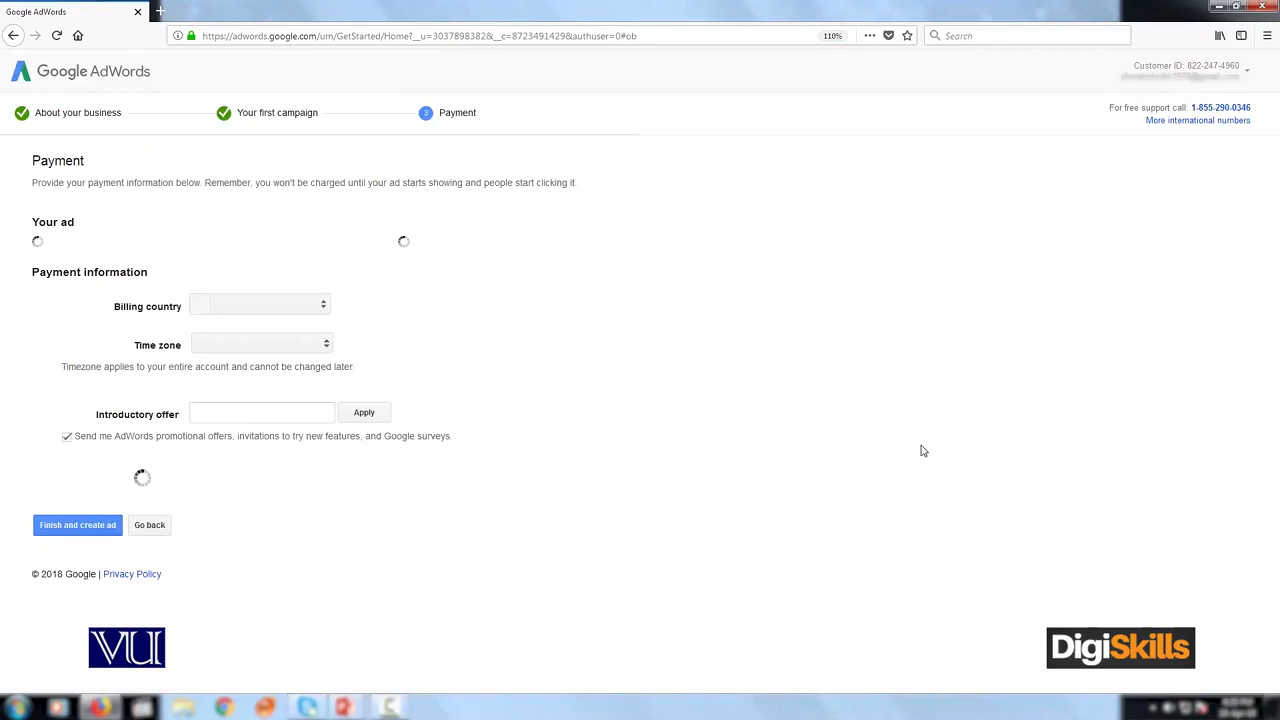 Google AdWords
https://adwords.google.com/um/GetStarted/Home?__u=3037898382&__c=8723491429&authuser=0#ob
110%
Search
Google AdWords
Customer ID: 822-247-4960
About your business
Your first campaign
3 Payment
For free support call: 1-855-290-0346
More international numbers
Payment
Provide your payment information below. Remember, you won't be charged until your ad starts showing and people start clicking it.
Your ad
Payment information
Billing country
Time zone
Timezone applies to your entire account and cannot be changed later.
Introductory offer
Apply
Send me AdWords promotional offers, invitations to try new features, and Google surveys.
Finish and create ad
Go back
© 2018 Google | Privacy Policy
VU
DigiSkills